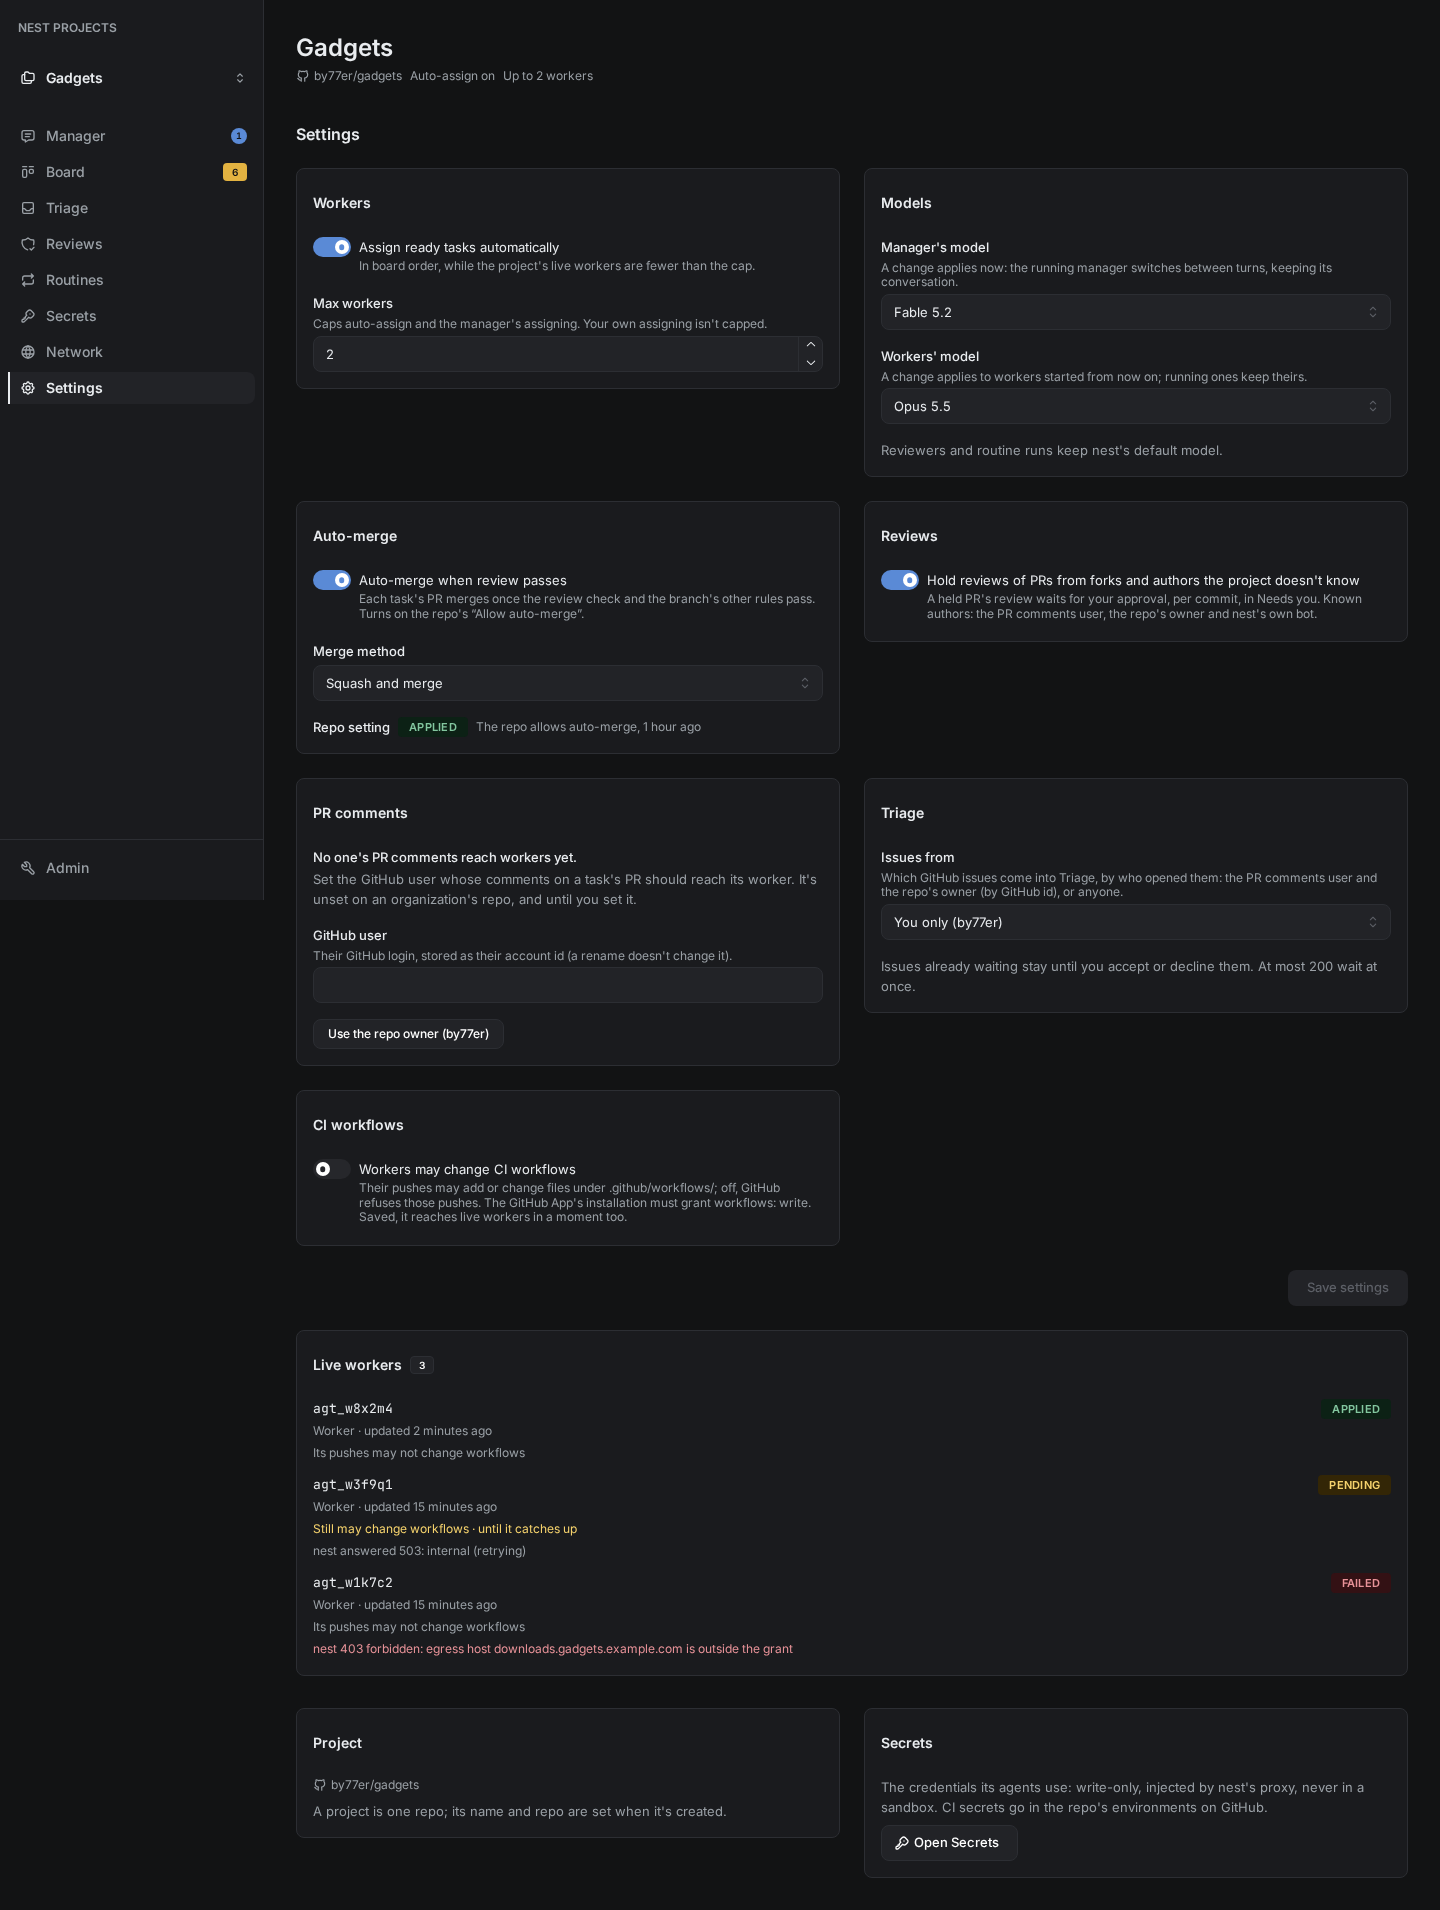 NEST PROJECTS
Gadgets
Manager
1
Board
6
Triage
Reviews
Routines
Secrets
Network
Settings
Admin
Gadgets
by77er/gadgets Auto-assign on Up to 2 workers
Settings
Workers
Assign ready tasks automatically
In board order, while the project's live workers are fewer than the cap.
Max workers
Caps auto-assign and the manager's assigning. Your own assigning isn't capped.
2
Models
Manager's model
A change applies now: the running manager switches between turns, keeping its
conversation.
Fable 5.2
Workers' model
A change applies to workers started from now on; running ones keep theirs.
Opus 5.5
Reviewers and routine runs keep nest's default model.
Auto-merge
Auto-merge when review passes
Each task's PR merges once the review check and the branch's other rules pass.
Turns on the repo's “Allow auto-merge”.
Merge method
Squash and merge
Repo setting APPLIED The repo allows auto-merge, 1 hour ago
Reviews
Hold reviews of PRs from forks and authors the project doesn't know
A held PR's review waits for your approval, per commit, in Needs you. Known
authors: the PR comments user, the repo's owner and nest's own bot.
PR comments
No one's PR comments reach workers yet.
Set the GitHub user whose comments on a task's PR should reach its worker. It's
unset on an organization's repo, and until you set it.
GitHub user
Their GitHub login, stored as their account id (a rename doesn't change it).
Use the repo owner (by77er)
Triage
Issues from
Which GitHub issues come into Triage, by who opened them: the PR comments user and
the repo's owner (by GitHub id), or anyone.
You only (by77er)
Issues already waiting stay until you accept or decline them. At most 200 wait at
once.
CI workflows
Workers may change CI workflows
Their pushes may add or change files under .github/workflows/; off, GitHub
refuses those pushes. The GitHub App's installation must grant workflows: write.
Saved, it reaches live workers in a moment too.
Save settings
Live workers 3
agt_w8x2m4 APPLIED
Worker · updated 2 minutes ago
Its pushes may not change workflows
agt_w3f9q1 PENDING
Worker · updated 15 minutes ago
Still may change workflows · until it catches up
nest answered 503: internal (retrying)
agt_w1k7c2 FAILED
Worker · updated 15 minutes ago
Its pushes may not change workflows
nest 403 forbidden: egress host downloads.gadgets.example.com is outside the grant
Project
by77er/gadgets
A project is one repo; its name and repo are set when it's created.
Secrets
The credentials its agents use: write-only, injected by nest's proxy, never in a
sandbox. CI secrets go in the repo's environments on GitHub.
Open Secrets